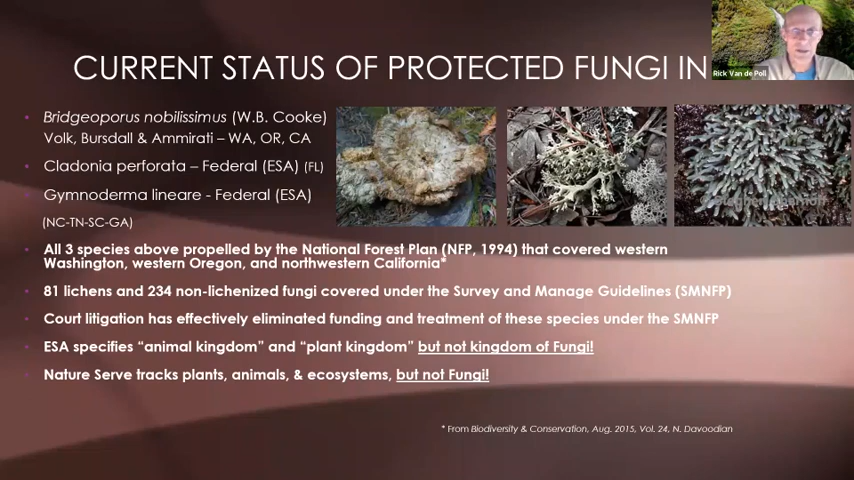 CURRENT STATUS OF PROTECTED FUNGI IN
Rick Van de Poll
Bridgeoporus nobilissimus (W.B. Cooke)
Volk, Bursdall & Ammirati – WA, OR, CA
Cladonia perforata – Federal (ESA) (FL)
Gymnoderma lineare - Federal (ESA)
(NC-TN-SC-GA)
All 3 species above propelled by the National Forest Plan (NFP, 1994) that covered western
Washington, western Oregon, and northwestern California*
81 lichens and 234 non-lichenized fungi covered under the Survey and Manage Guidelines (SMNFP)
Court litigation has effectively eliminated funding and treatment of these species under the SMNFP
ESA specifies “animal kingdom” and “plant kingdom” but not kingdom of Fungi!
Nature Serve tracks plants, animals, & ecosystems, but not Fungi!
* From Biodiversity & Conservation, Aug. 2015, Vol. 24, N. Davoodian